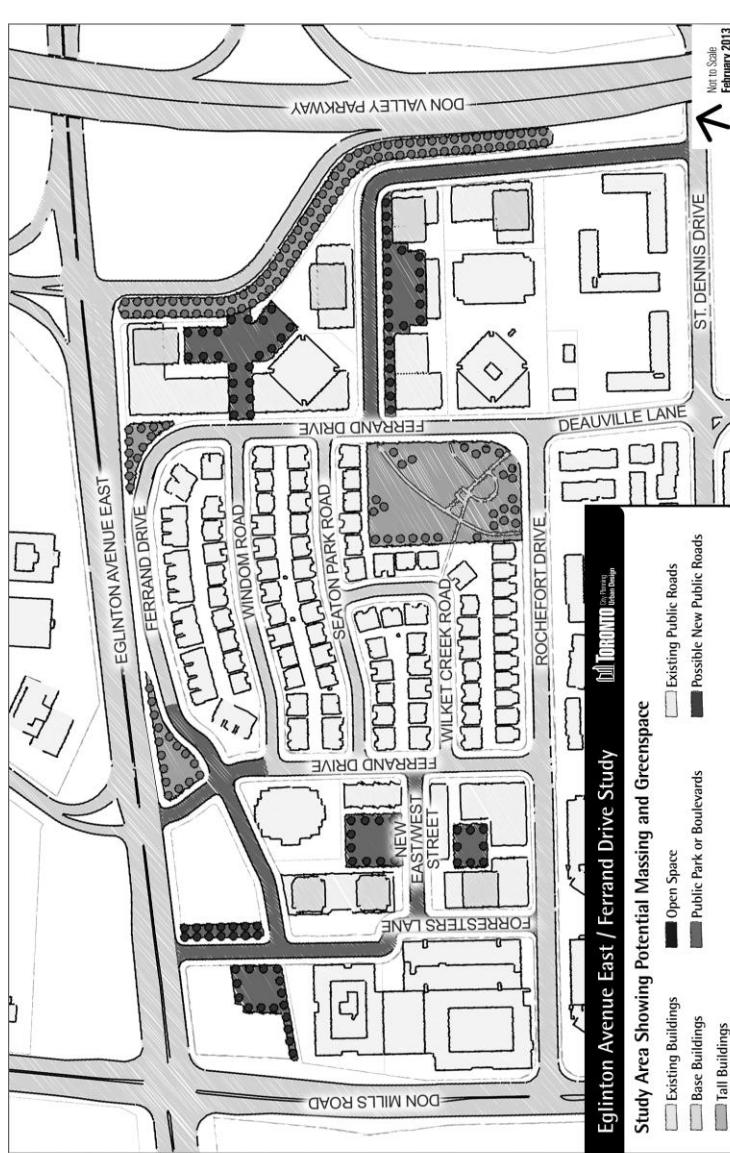 DON VALLEY PARKWAY
Not to Scale
February 2013
EGLINTON AVENUE EAST
FERRAND DRIVE
WINDOM ROAD
SEATON PARK ROAD
FERRAND DRIVE
DEAUVILLE LANE
ST. DENNIS DRIVE
WILKET CREEK ROAD
ROCHEFORT DRIVE
FERRAND DRIVE
NEW
EAST/WEST
STREET
FORRESTERS LANE
DON MILLS ROAD
Eglinton Avenue East / Ferrand Drive Study
TORONTO City Planning
Urban Design
Study Area Showing Potential Massing and Greenspace
Existing Buildings
Base Buildings
Tall Buildings
Open Space
Public Park or Boulevards
Existing Public Roads
Possible New Public Roads